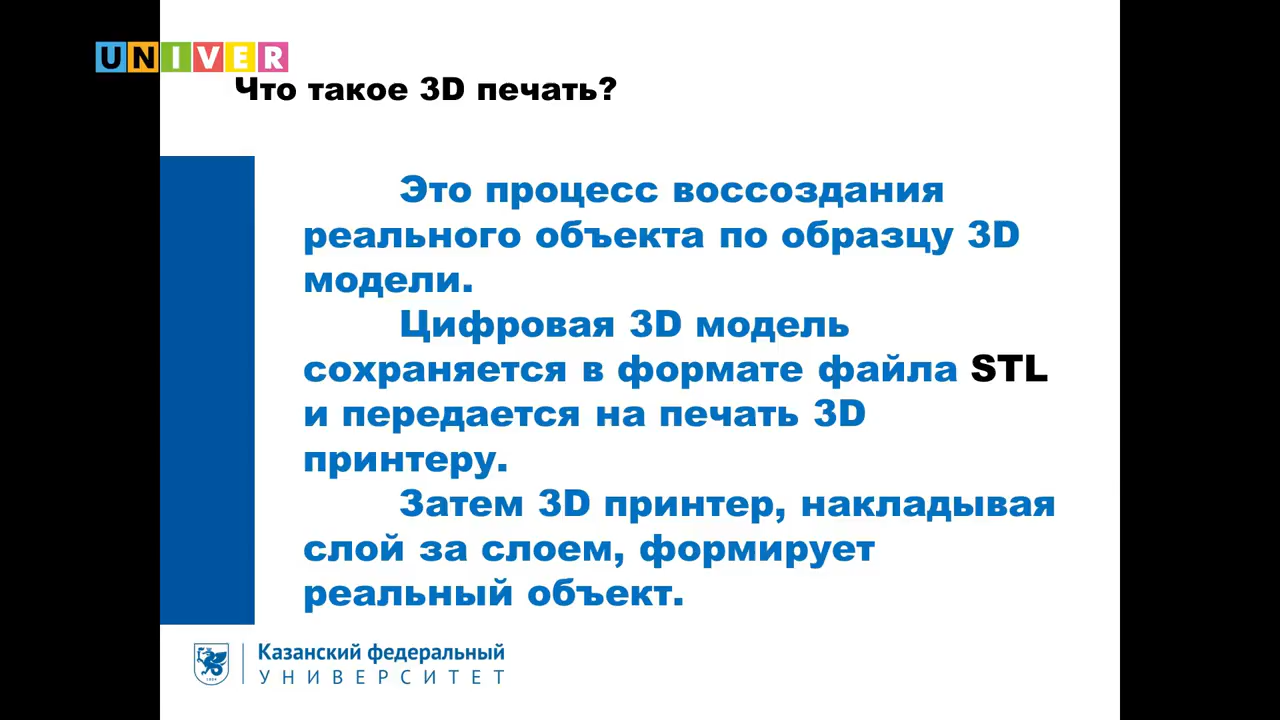 UNIVER
Что такое 3D печать?
Это процесс воссоздания
реального объекта по образцу 3D
модели.
Цифровая 3D модель
сохраняется в формате файла STL
и передается на печать 3D
принтеру.
Затем 3D принтер, накладывая
слой за слоем, формирует
реальный объект.
Казанский федеральный
УНИВЕРСИТЕТ